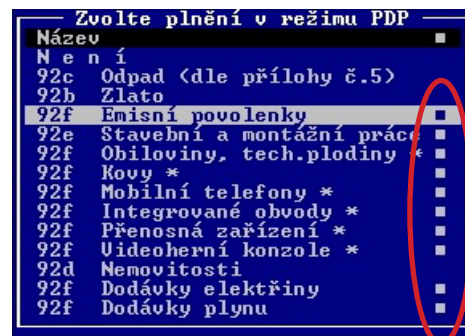 Zvolte plnění v režimu PDP
Název ■
N e n í
92c Odpad (dle přílohy č.5)
92b Zlato
92f Emisní povolenky ■
92e Stavební a montážní práce ■
92f Obiloviny, tech.plodiny * ■
92f Kovy * ■
92f Mobilní telefony * ■
92f Integrované obvody * ■
92f Přenosná zařízení * ■
92f Videoherní konzole * ■
92d Nemovitosti
92f Dodávky elektřiny ■
92f Dodávky plynu ■